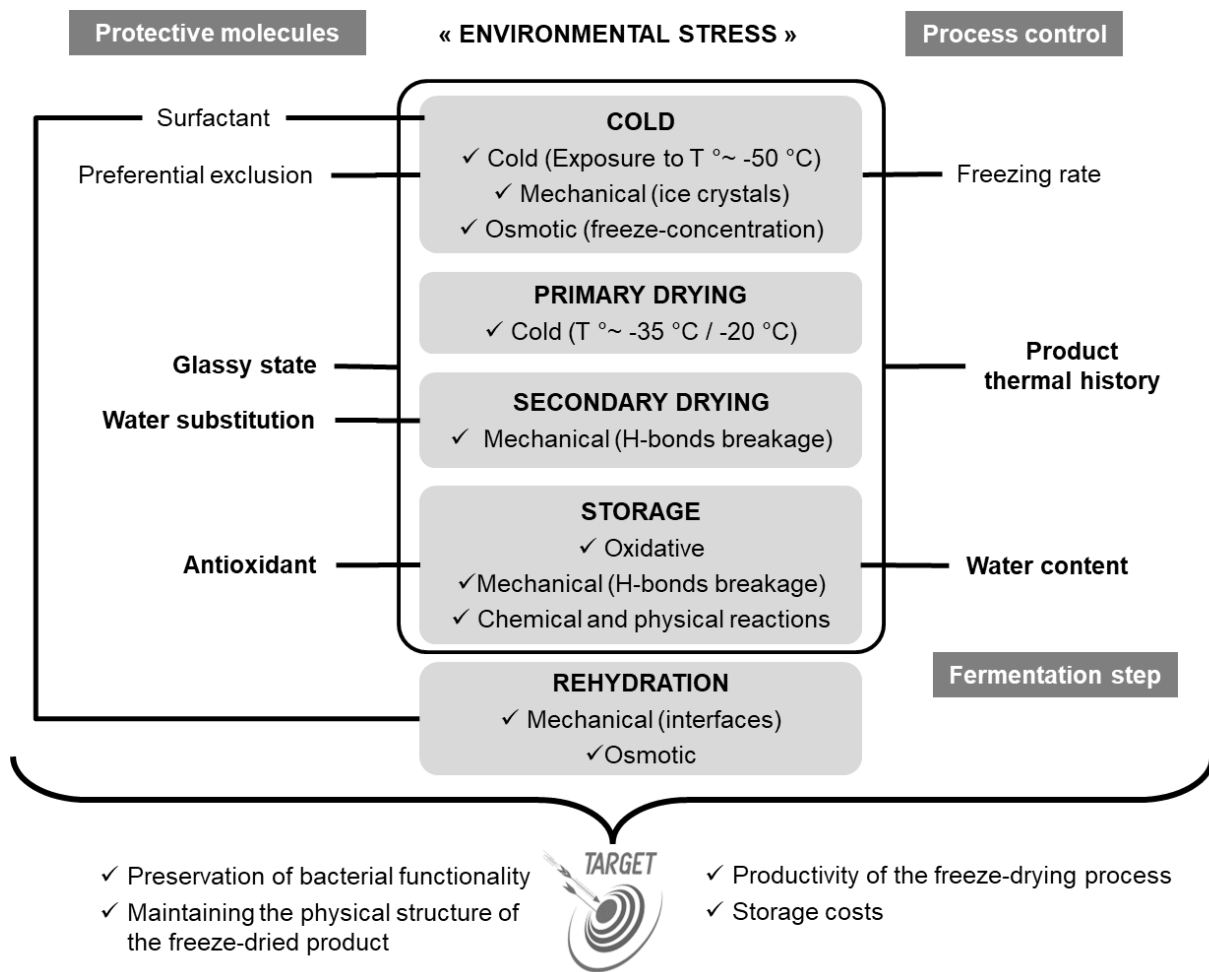 Protective molecules
« ENVIRONMENTAL STRESS »
Process control
Surfactant
Preferential exclusion
Glassy state
Water substitution
Antioxidant
COLD
✓ Cold (Exposure to T °~ -50 °C)
✓ Mechanical (ice crystals)
✓ Osmotic (freeze-concentration)
PRIMARY DRYING
✓ Cold (T °~ -35 °C / -20 °C)
SECONDARY DRYING
✓ Mechanical (H-bonds breakage)
STORAGE
✓ Oxidative
✓Mechanical (H-bonds breakage)
✓ Chemical and physical reactions
REHYDRATION
✓ Mechanical (interfaces)
✓Osmotic
Freezing rate
Product
thermal history
Water content
Fermentation step
TARGET
✓ Preservation of bacterial functionality
✓ Maintaining the physical structure of
the freeze-dried product
✓ Productivity of the freeze-drying process
✓ Storage costs